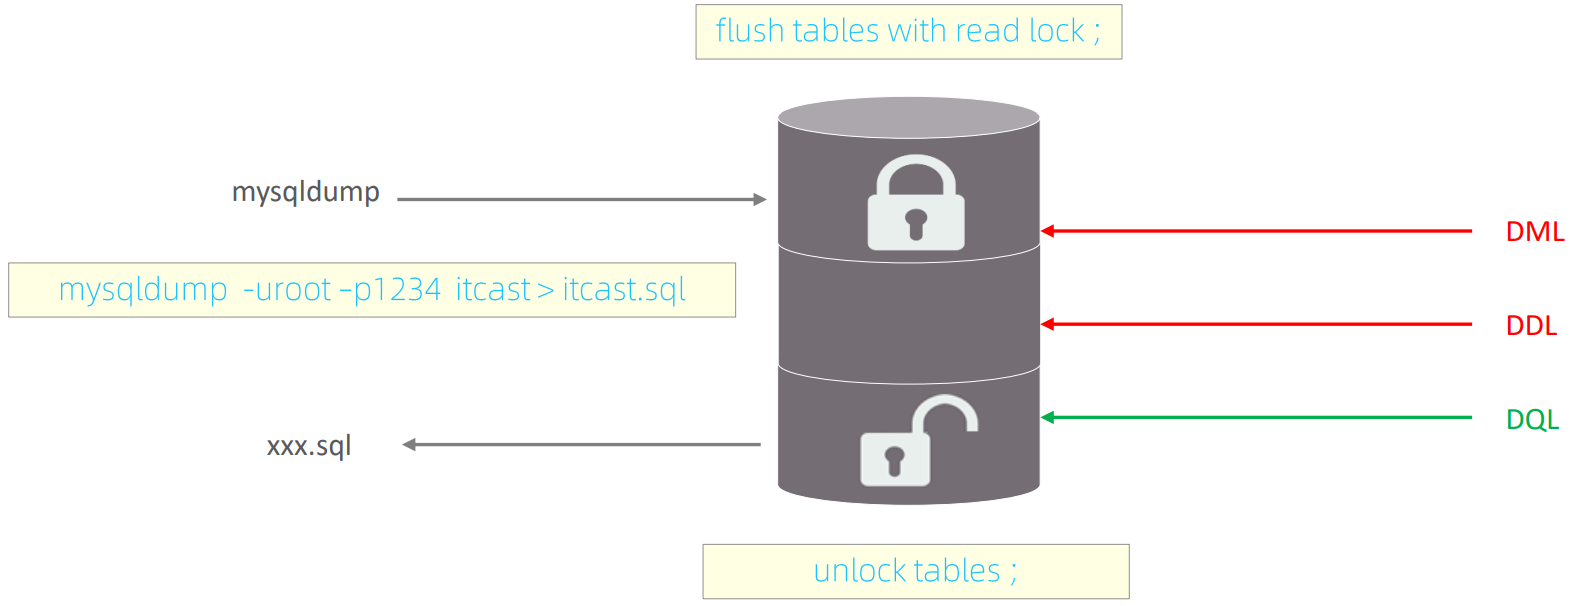 flush tables with read lock ;
mysqldump
DML
mysqldump -uroot –p1234 itcast > itcast.sql
DDL
DQL
xxx.sql
unlock tables ;